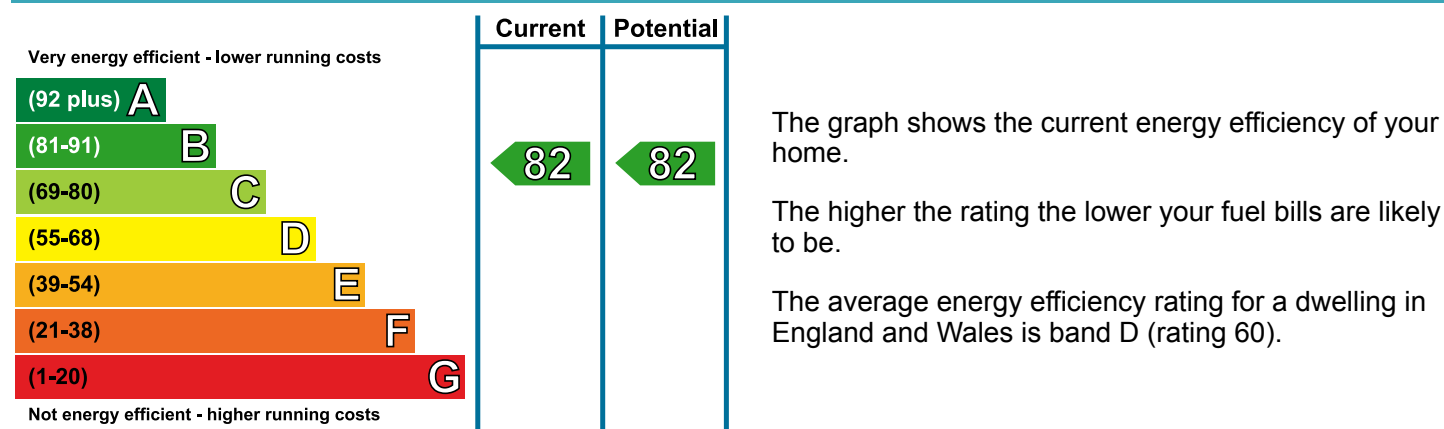 Current Potential
Very energy efficient - lower running costs
(92 plus) A
(81-91) B
82 82
(69-80) C
(55-68) D
(39-54) E
(21-38) F
(1-20) G
Not energy efficient - higher running costs
The graph shows the current energy efficiency of your
home.
The higher the rating the lower your fuel bills are likely
to be.
The average energy efficiency rating for a dwelling in
England and Wales is band D (rating 60).